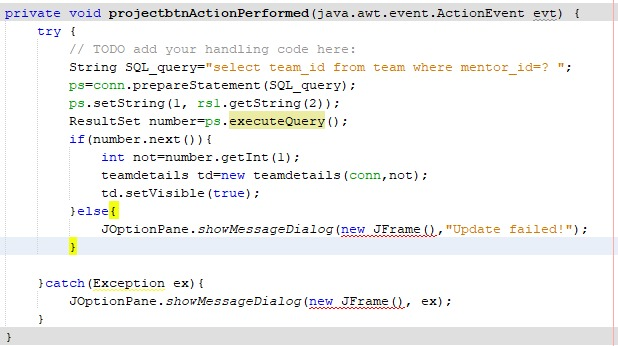 private void projectbtnActionPerformed(java.awt.event.ActionEvent evt) {
try {
// TODO add your handling code here:
String SQL_query="select team_id from team where mentor_id=? ";
ps=conn.prepareStatement(SQL_query);
ps.setString(1, rs1.getString(2));
ResultSet number=ps.executeQuery();
if(number.next()){
int not=number.getInt(1);
teamdetails td=new teamdetails(conn,not);
td.setVisible(true);
}else{
JOptionPane.showMessageDialog(new JFrame(),"Update failed!");
}
}catch(Exception ex){
JOptionPane.showMessageDialog(new JFrame(), ex);
}
}